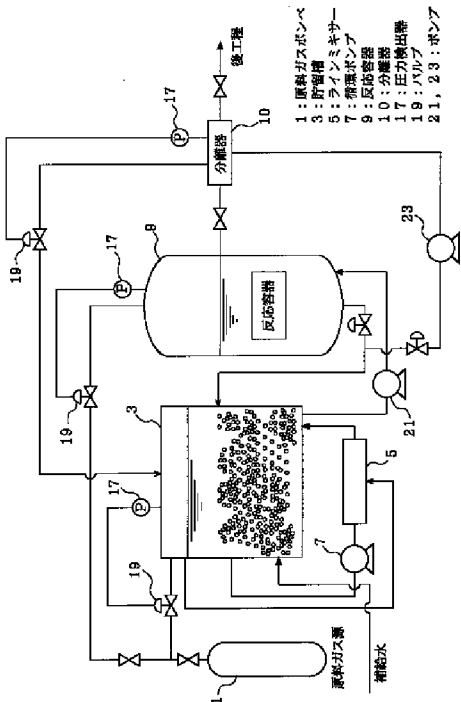 19
19
17
17
3
17
19
9
17
後工程
1
分離器
10
反応容器
7
原料ガス源
補給水
5
21
23
1：原料ガスボンベ
3：貯留槽
5：ラインミキサー
7：循環ポンプ
9：反応容器
10：分離器
17：圧力検出器
19：バルブ
21, 23：ポンプ
P
P
P